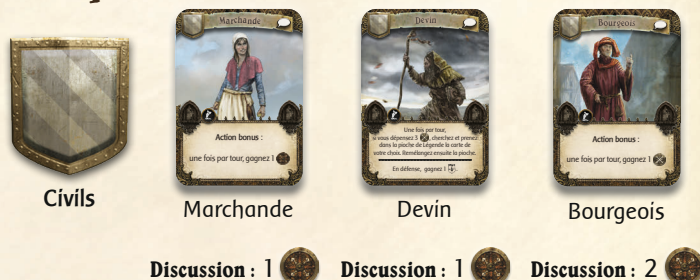 Marchande
Devin
Bourgeois
Action bonus :
une fois par tour, gagnez 1
Une fois par tour,
si vous dépensez 3 , cherchez et prenez
dans la pioche de Légende la carte de
votre choix. Remélangez ensuite la pioche.
En défense, gagnez 1 .
Action bonus :
une fois par tour, gagnez 1
Civils
Marchande
Devin
Bourgeois
Discussion : 1
Discussion : 1
Discussion : 2